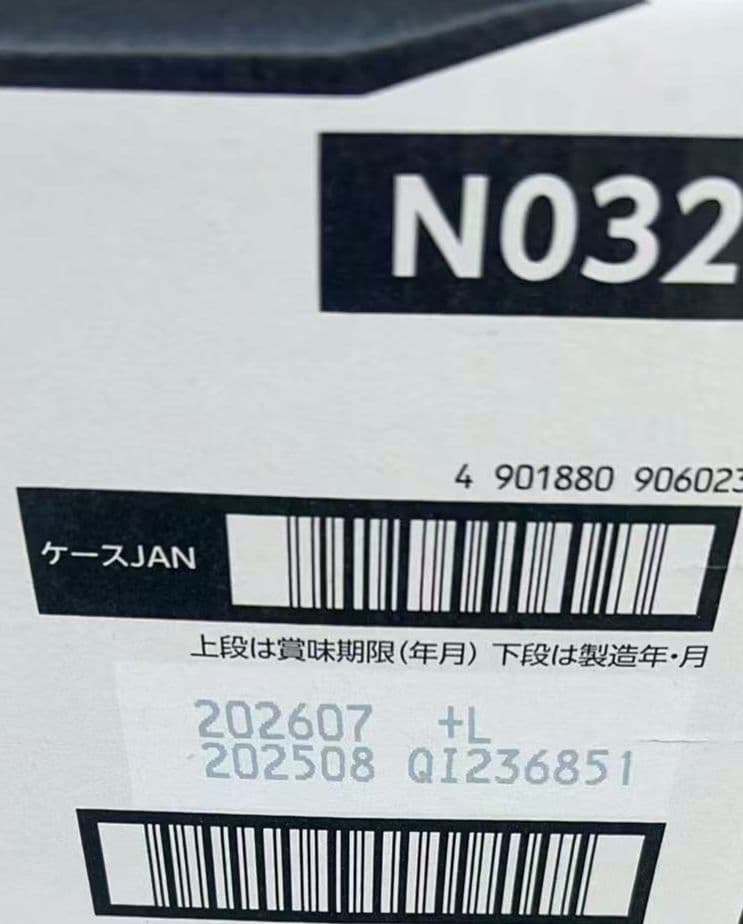 N032
4 901880 906023
ケースJAN
上段は賞味期限(年月) 下段は製造年・月
202607 +L
202508 QI236851